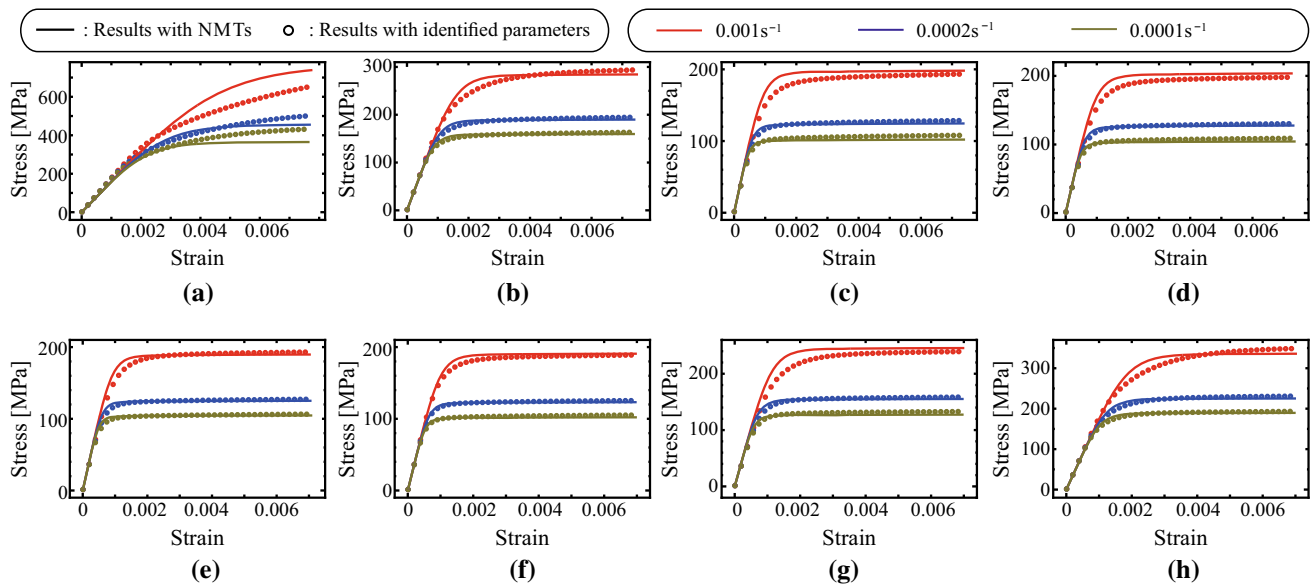 : Results with NMTs : Results with identified parameters 0.001s⁻¹ 0.0002s⁻¹ 0.0001s⁻¹
Stress [MPa] 600 400 200 0
0 0.002 0.004 0.006
Strain
(a)
Stress [MPa] 300 200 100 0
0 0.002 0.004 0.006
Strain
(b)
Stress [MPa] 200 100 0
0 0.002 0.004 0.006
Strain
(c)
Stress [MPa] 200 100 0
0 0.002 0.004 0.006
Strain
(d)
Stress [MPa] 200 100 0
0 0.002 0.004 0.006
Strain
(e)
Stress [MPa] 200 100 0
0 0.002 0.004 0.006
Strain
(f)
Stress [MPa] 200 100 0
0 0.002 0.004 0.006
Strain
(g)
Stress [MPa] 300 200 100 0
0 0.002 0.004 0.006
Strain
(h)